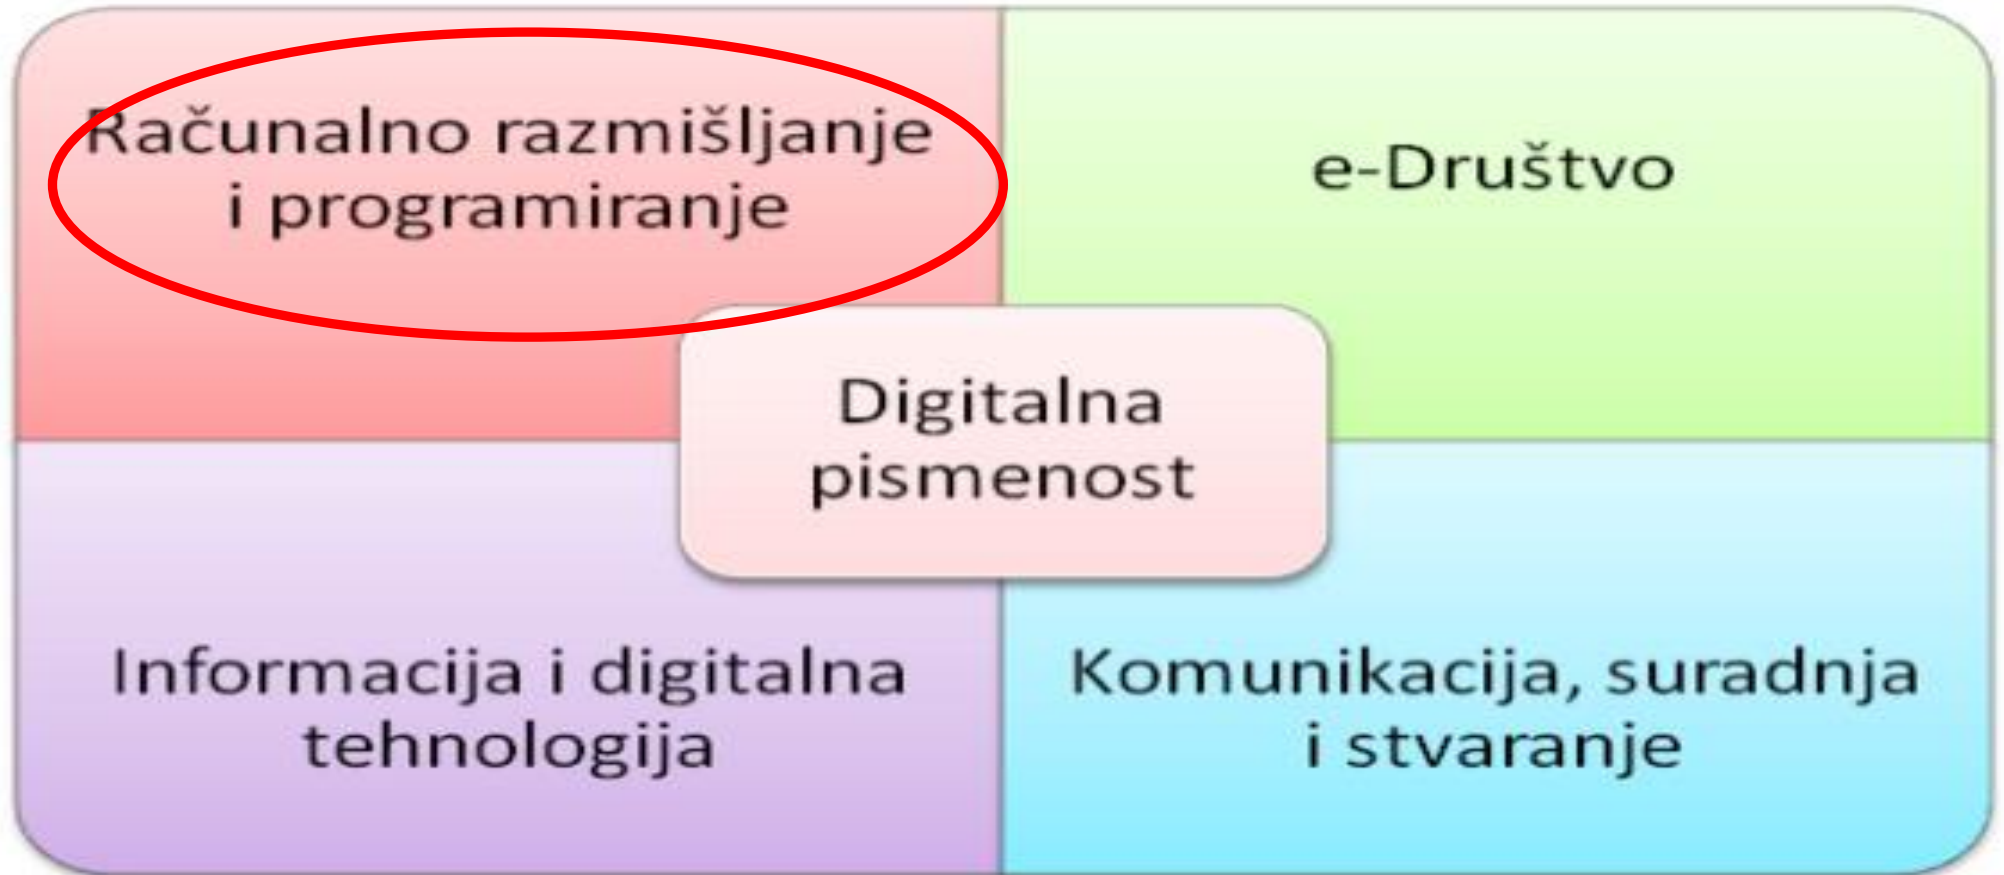 Računalno razmišljanje
i programiranje
e-Društvo
Digitalna
pismenost
Informacija i digitalna
tehnologija
Komunikacija, suradnja
i stvaranje